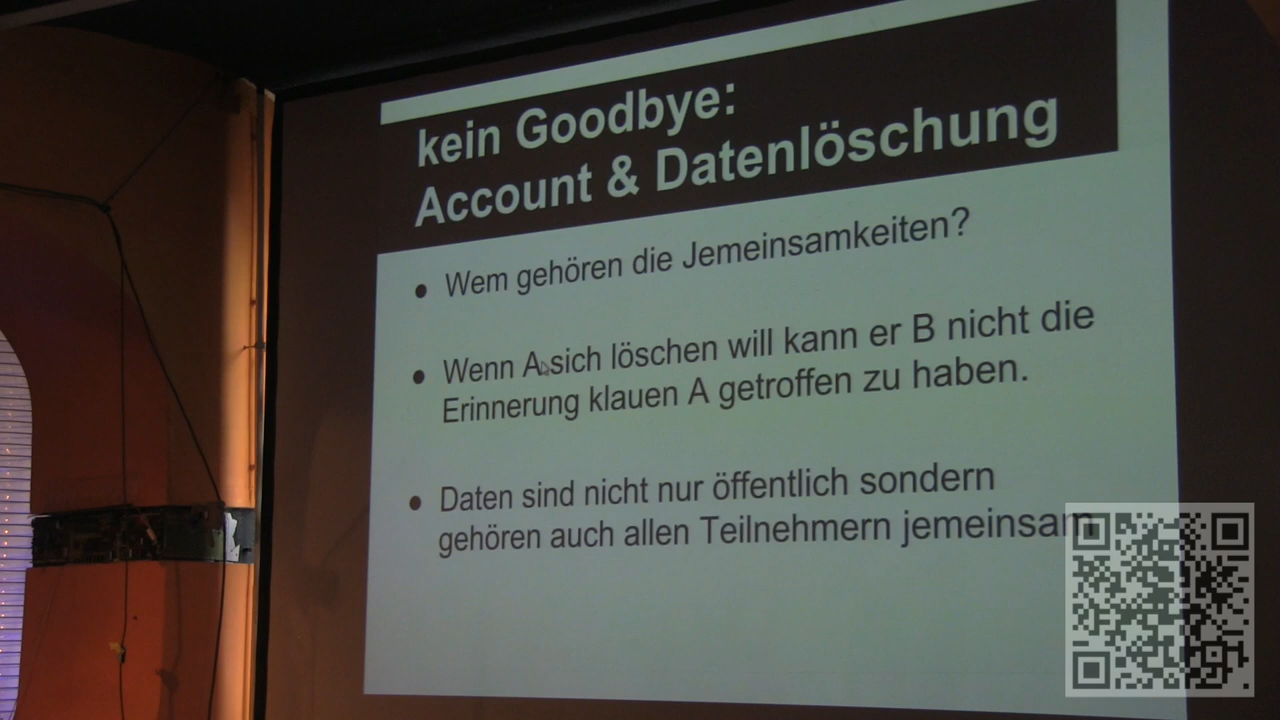 kein Goodbye:
Account & Datenlöschung
• Wem gehören die Jemeinsamkeiten?
• Wenn A sich löschen will kann er B nicht die
Erinnerung klauen A getroffen zu haben.
• Daten sind nicht nur öffentlich sondern
gehören auch allen Teilnehmern jemeinsam